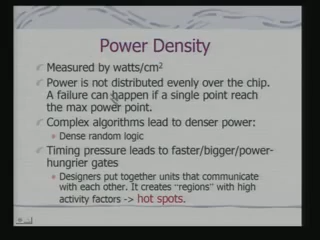 Power Density
Measured by watts/cm²
Power is not distributed evenly over the chip.
A failure can happen if a single point reach
the max power point.
Complex algorithms lead to denser power:
Dense random logic
Timing pressure leads to faster/bigger/power-
hungrier gates
Designers put together units that communicate
with each other. It creates “regions” with high
activity factors -> hot spots.